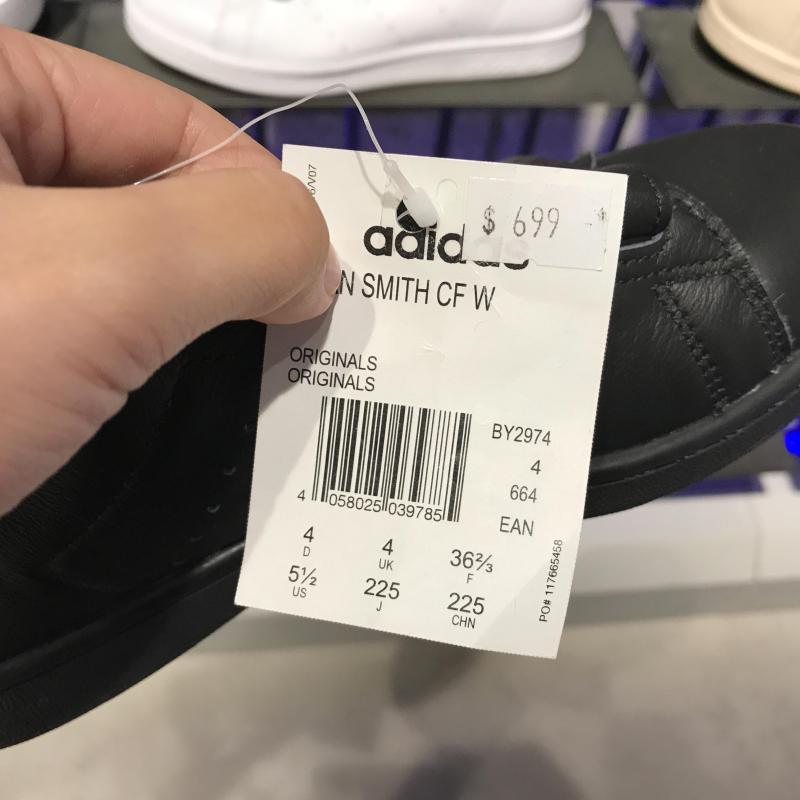 $ 699
adidas
N SMITH CF W
ORIGINALS
ORIGINALS
BY2974
4
664
EAN
4 058025 039785
4 D
4 UK
36⅔ F
5½ US
225 J
225 CHN
PO# 117665458